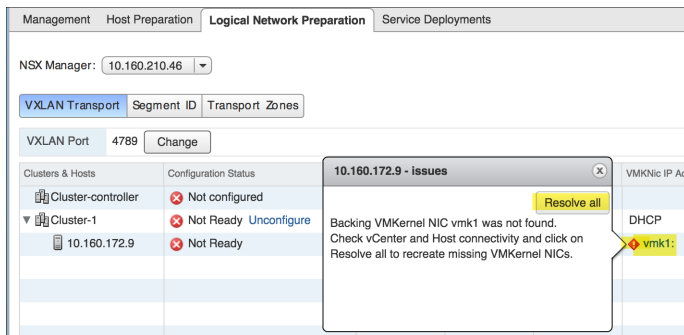 Management Host Preparation Logical Network Preparation Service Deployments
NSX Manager: 10.160.210.46
VXLAN Transport Segment ID Transport Zones
VXLAN Port 4789 Change
Clusters & Hosts Configuration Status 10.160.172.9 - issues VMKNic IP Ad
Cluster-controller Not configured Resolve all
Cluster-1 Not Ready Unconfigure DHCP
10.160.172.9 Not Ready vmk1:
Backing VMKernel NIC vmk1 was not found.
Check vCenter and Host connectivity and click on
Resolve all to recreate missing VMKernel NICs.